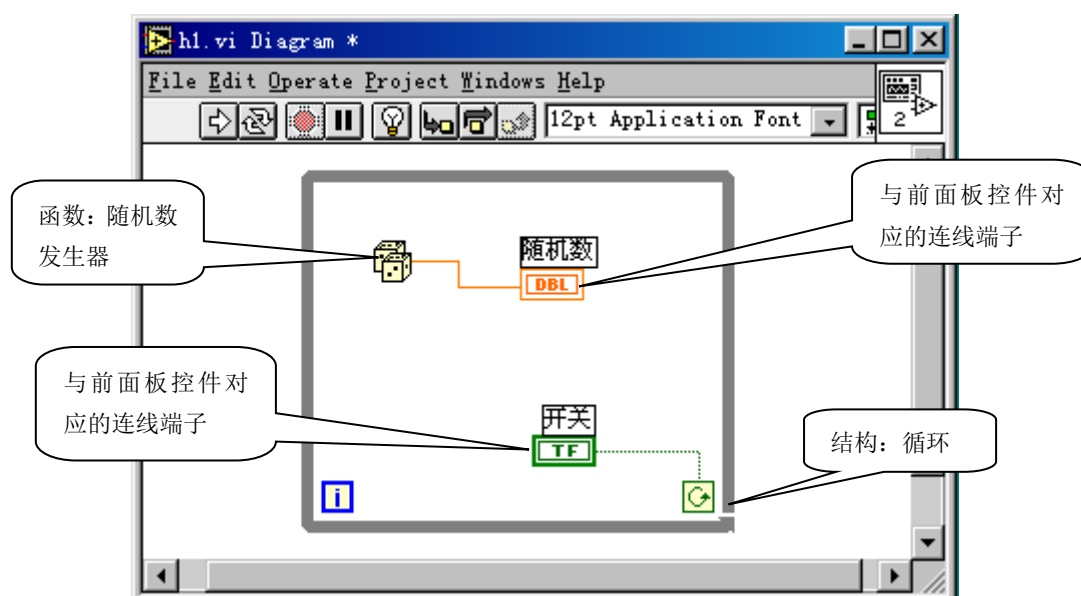 h1.vi Diagram *
File Edit Operate Project Windows Help
12pt Application Font
2
函数：随机数
发生器
随机数
DBL
与前面板控件对
应的连线端子
与前面板控件对
应的连线端子
开关
TF
结构：循环
i